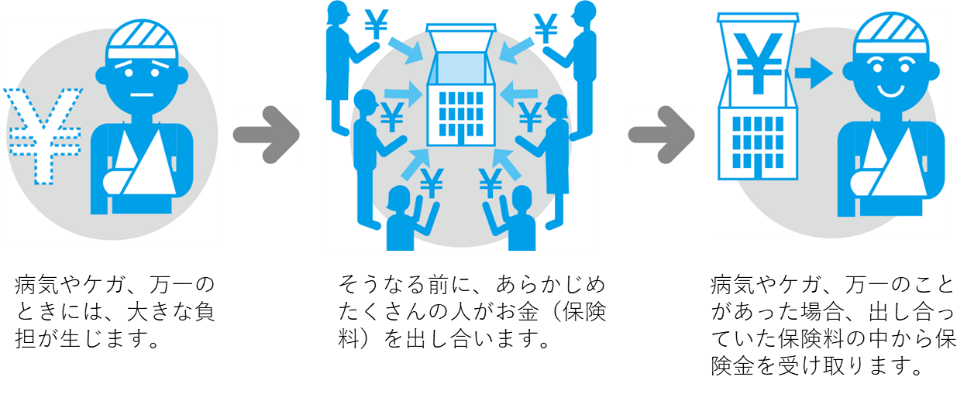 ¥
病気やケガ、万一の
ときには、大きな負
担が生じます。
¥ ¥
¥ ¥
¥ ¥
そうなる前に、あらかじめ
たくさんの人がお金（保険
料）を出し合います。
¥
病気やケガ、万一のこと
があった場合、出し合っ
ていた保険料の中から保
険金を受け取ります。